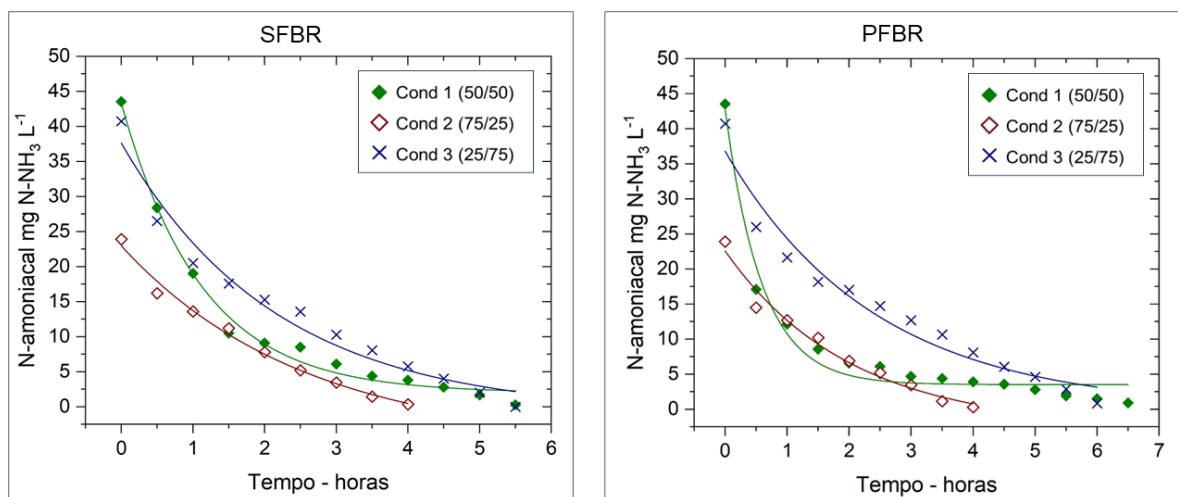 SFBR
N-amoniacal mg N-NH₃ L⁻¹
50
45
40
35
30
25
20
15
10
5
0
Cond 1 (50/50)
Cond 2 (75/25)
Cond 3 (25/75)
0 1 2 3 4 5 6
Tempo - horas
PFBR
N-amoniacal mg N-NH₃ L⁻¹
50
45
40
35
30
25
20
15
10
5
0
Cond 1 (50/50)
Cond 2 (75/25)
Cond 3 (25/75)
0 1 2 3 4 5 6 7
Tempo - horas